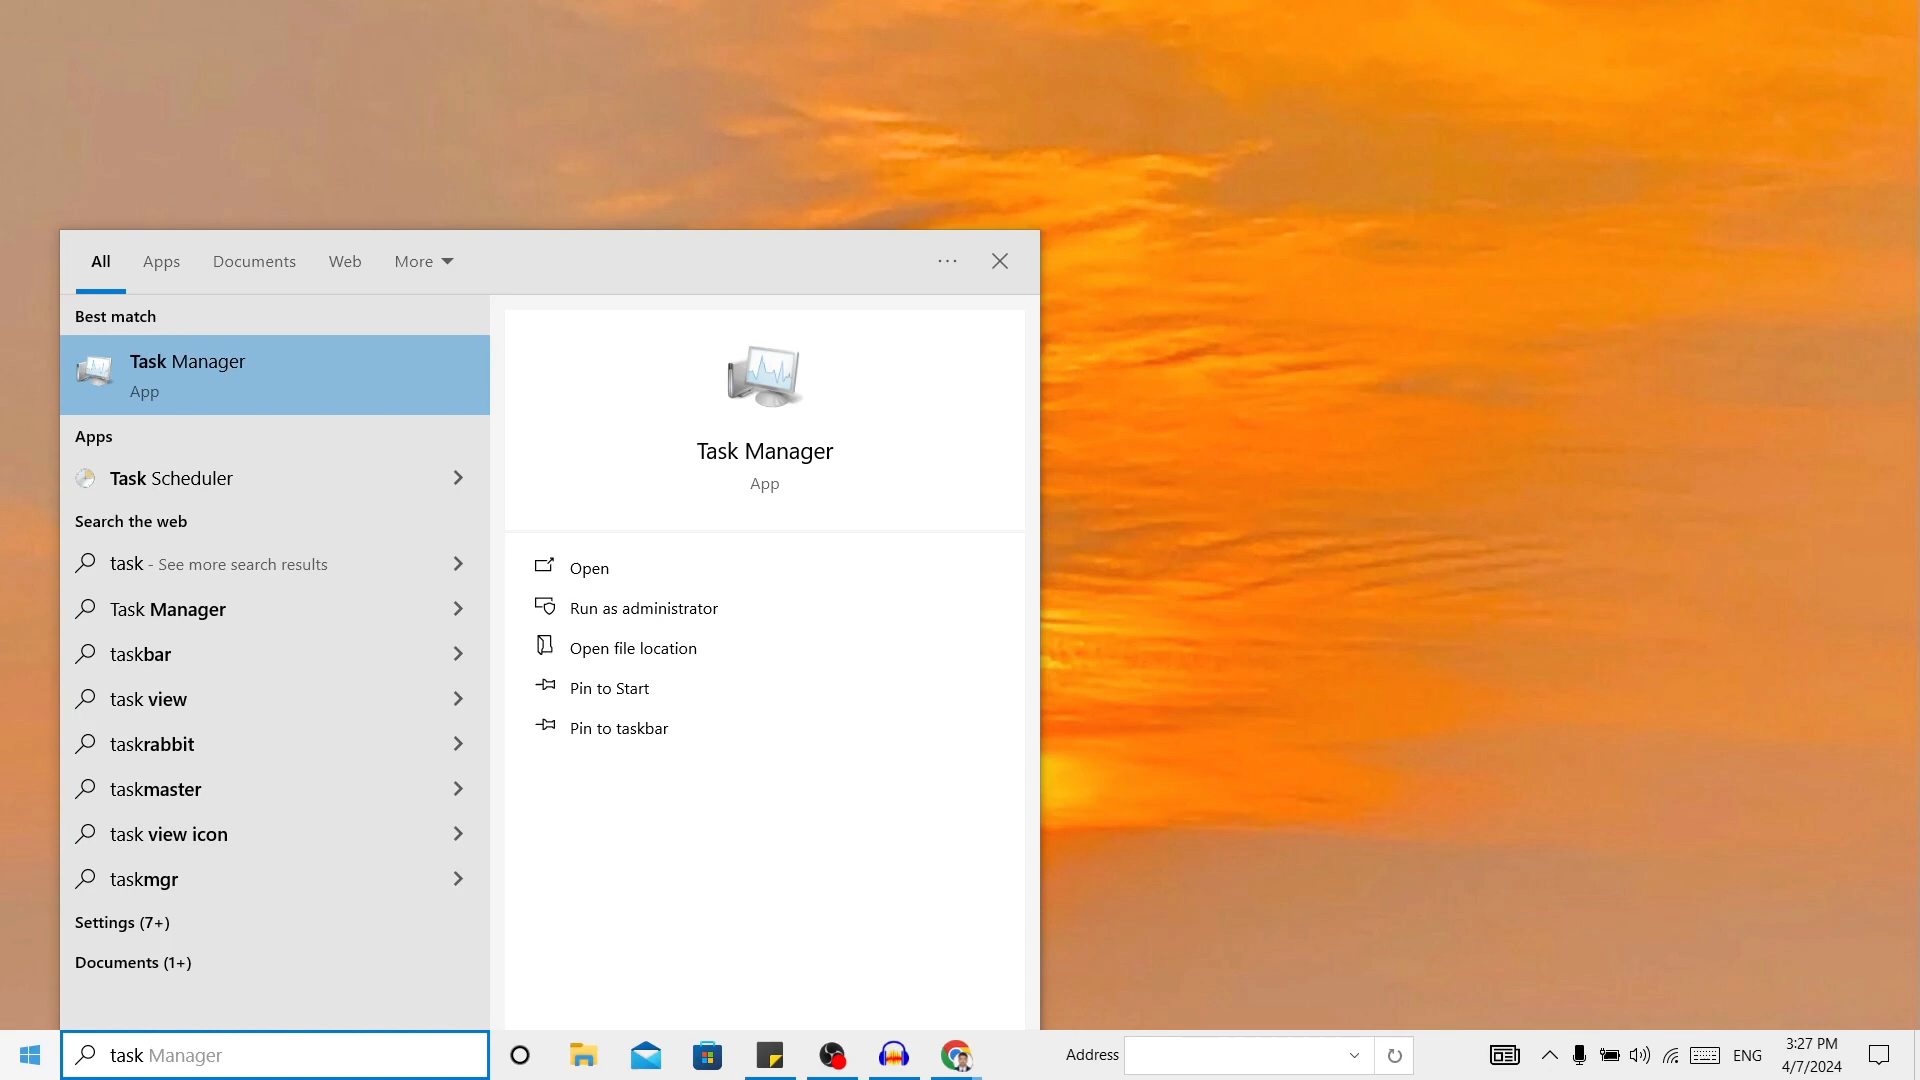 All Apps Documents Web More
Best match
Task Manager
App
Apps
Task Scheduler
Search the web
task - See more search results
Task Manager
taskbar
task view
taskrabbit
taskmaster
task view icon
taskmgr
Settings (7+)
Documents (1+)
Task Manager
App
Open
Run as administrator
Open file location
Pin to Start
Pin to taskbar
task Manager
Address
ENG
3:27 PM
4/7/2024